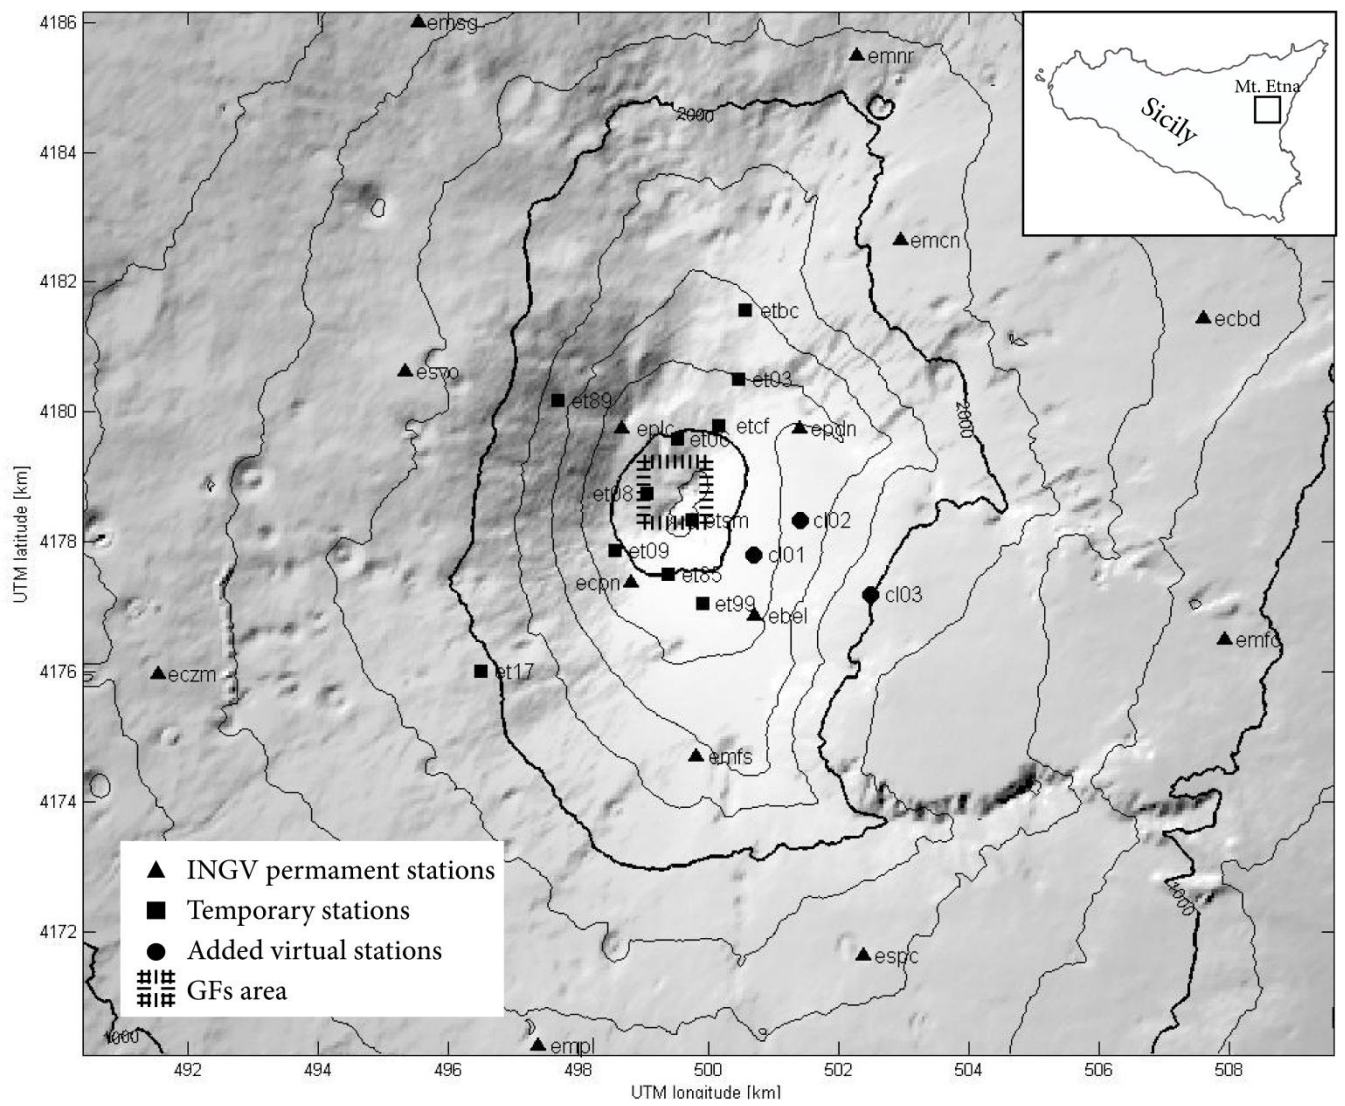 4186
emsg
emnr
Mt. Etna
Sicily
2000
4184
emcn
4182
etbc
ecbd
esvo
et03
et89
4180
2000
eplc
etcf
epdn
et06
et08
etsm
cl02
4178
et09
cl01
ecpn
et85
et99
ebel
cl03
emfo
4176
eczm
et17
emfs
4174
INGV permament stations
Temporary stations
Added virtual stations
GFs area
1000
4172
espc
1000
empl
492
494
496
498
500
502
504
506
508
UTM longitude [km]
UTM latitude [km]